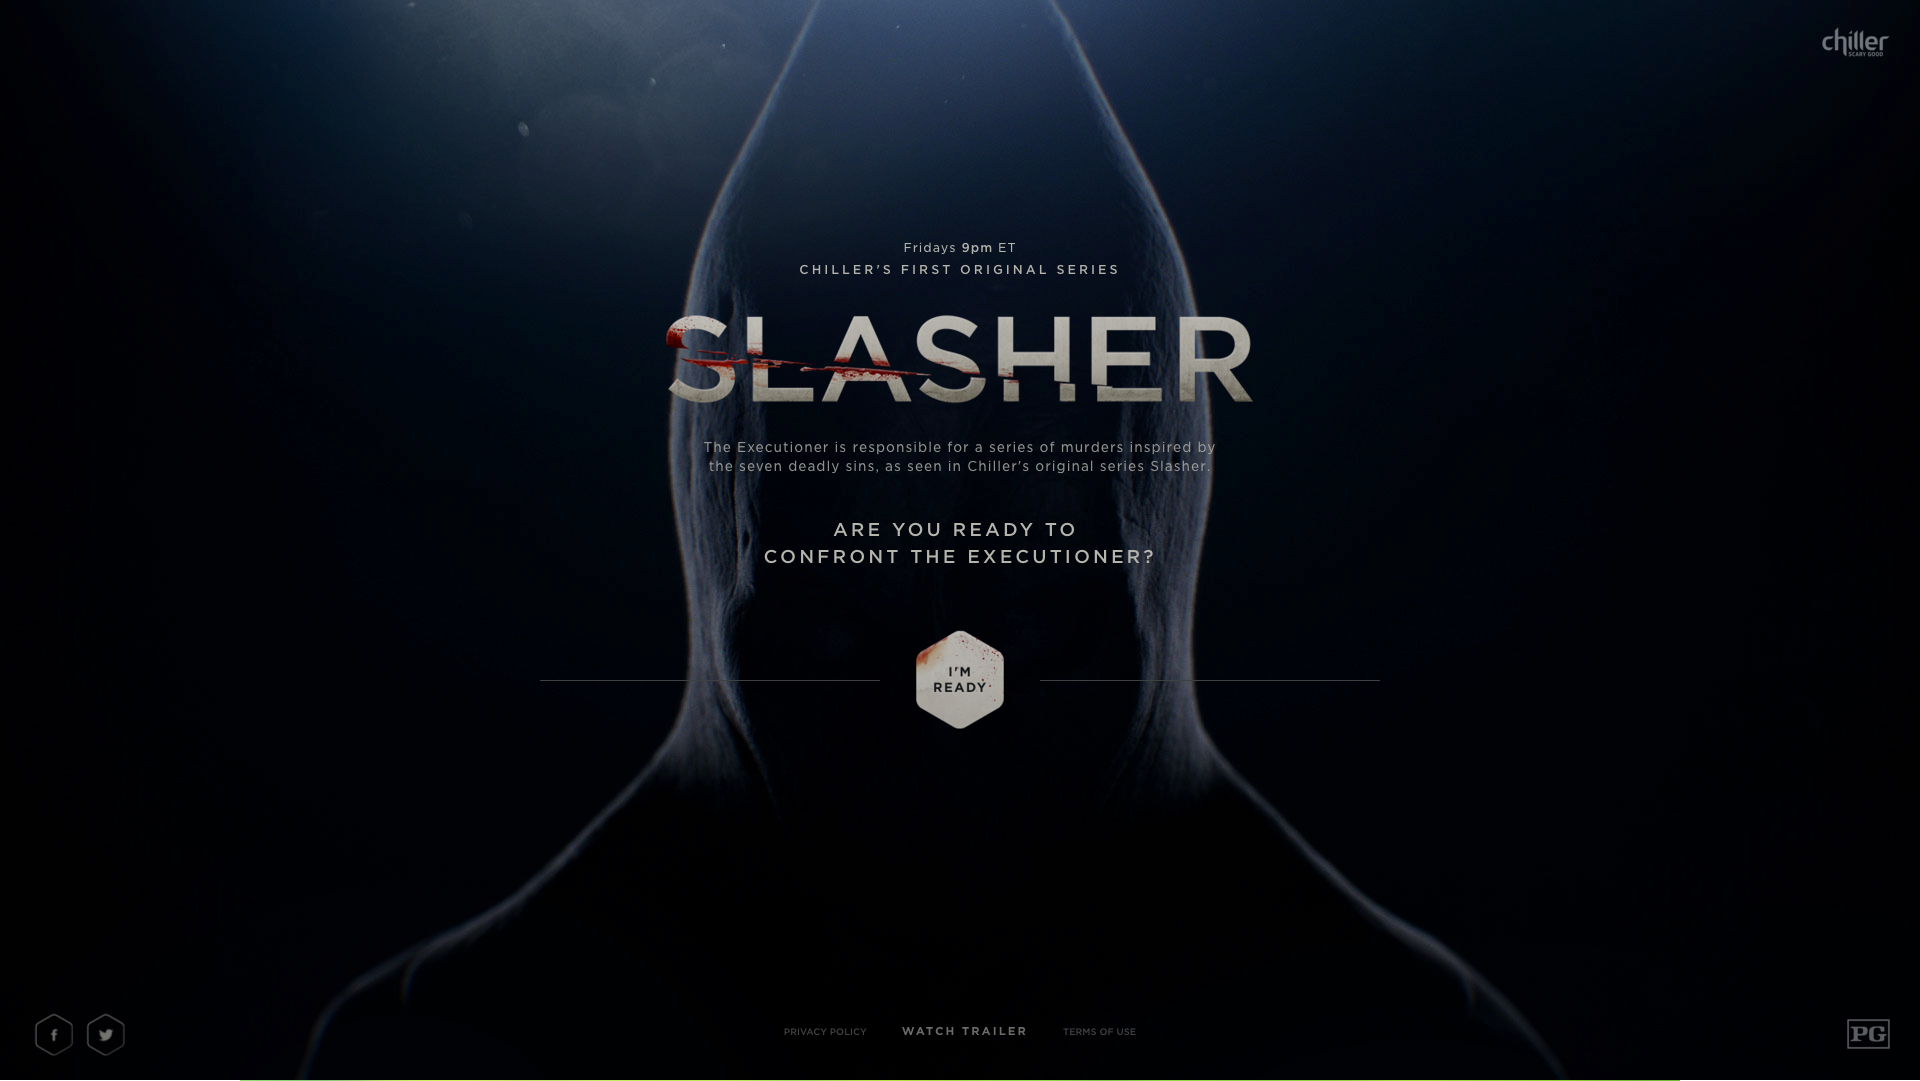 chiller
SCARY GOOD
Fridays 9pm ET
CHILLER'S FIRST ORIGINAL SERIES
SLASHER
The Executioner is responsible for a series of murders inspired by
the seven deadly sins, as seen in Chiller's original series Slasher.
ARE YOU READY TO
CONFRONT THE EXECUTIONER?
I'M
READY
PRIVACY POLICY
WATCH TRAILER
TERMS OF USE
PG